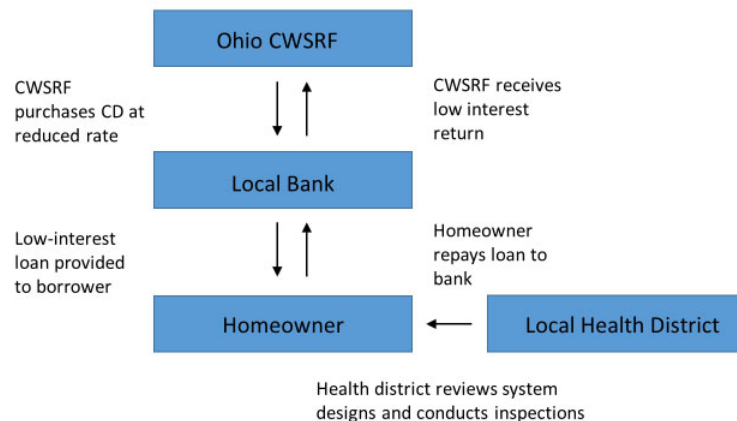 Ohio CWSRF
CWSRF
purchases CD at
reduced rate
CWSRF receives
low interest
return
Local Bank
Low-interest
loan provided
to borrower
Homeowner
repays loan to
bank
Homeowner
Local Health District
Health district reviews system
designs and conducts inspections